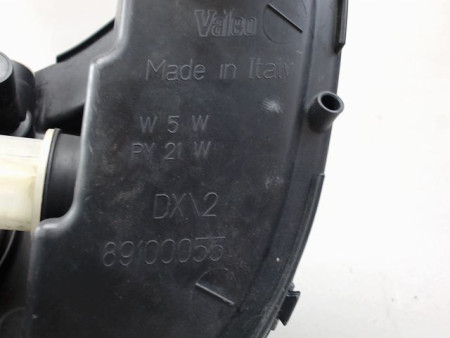 Valeo
Made in Italy
W 5 W
PY 21 W
DX\2
89100055